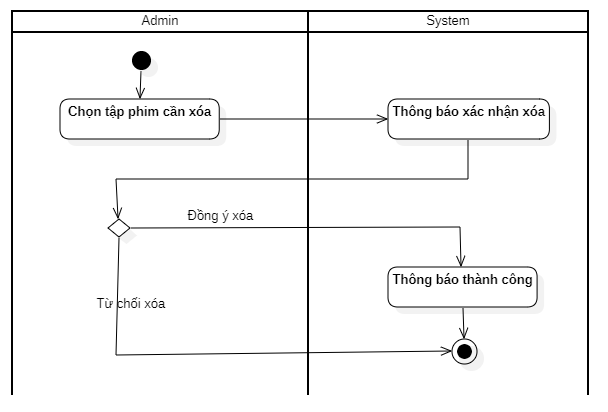 Admin
System
Chọn tập phim cần xóa
Thông báo xác nhận xóa
Đồng ý xóa
Thông báo thành công
Từ chối xóa